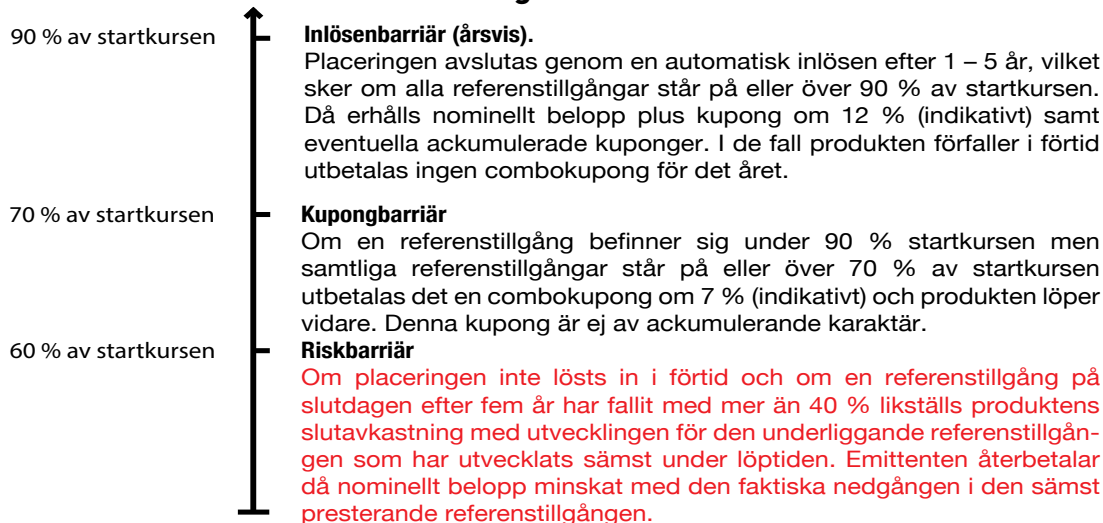 90 % av startkursen
Inlösenbarriär (årsvis).
Placeringen avslutas genom en automatisk inlösen efter 1 – 5 år, vilket
sker om alla referenstillgångar står på eller över 90 % av startkursen.
Då erhålls nominellt belopp plus kupong om 12 % (indikativt) samt
eventuella ackumulerade kuponger. I de fall produkten förfaller i förtid
utbetalas ingen combokupong för det året.
70 % av startkursen
Kupongbarriär
Om en referenstillgång befinner sig under 90 % startkursen men
samtliga referenstillgångar står på eller över 70 % av startkursen
utbetalas det en combokupong om 7 % (indikativt) och produkten löper
vidare. Denna kupong är ej av ackumulerande karaktär.
60 % av startkursen
Riskbarriär
Om placeringen inte lösts in i förtid och om en referenstillgång på
slutdagen efter fem år har fallit med mer än 40 % likställs produktens
slutavkastning med utvecklingen för den underliggande referenstillgån-
gen som har utvecklats sämst under löptiden. Emittenten återbetalar
då nominellt belopp minskat med den faktiska nedgången i den sämst
presterande referenstillgången.